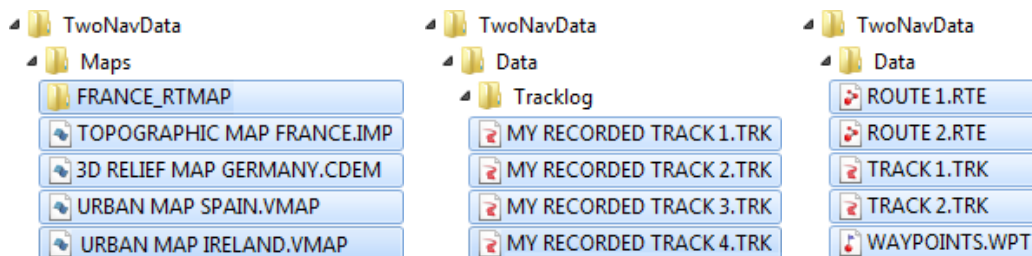 TwoNavData
Maps
FRANCE_RTMAP
TOPOGRAPHIC MAP FRANCE.IMP
3D RELIEF MAP GERMANY.CDEM
URBAN MAP SPAIN.VMAP
URBAN MAP IRELAND.VMAP
TwoNavData
Data
Tracklog
MY RECORDED TRACK 1.TRK
MY RECORDED TRACK 2.TRK
MY RECORDED TRACK 3.TRK
MY RECORDED TRACK 4.TRK
TwoNavData
Data
ROUTE 1.RTE
ROUTE 2.RTE
TRACK 1.TRK
TRACK 2.TRK
WAYPOINTS.WPT